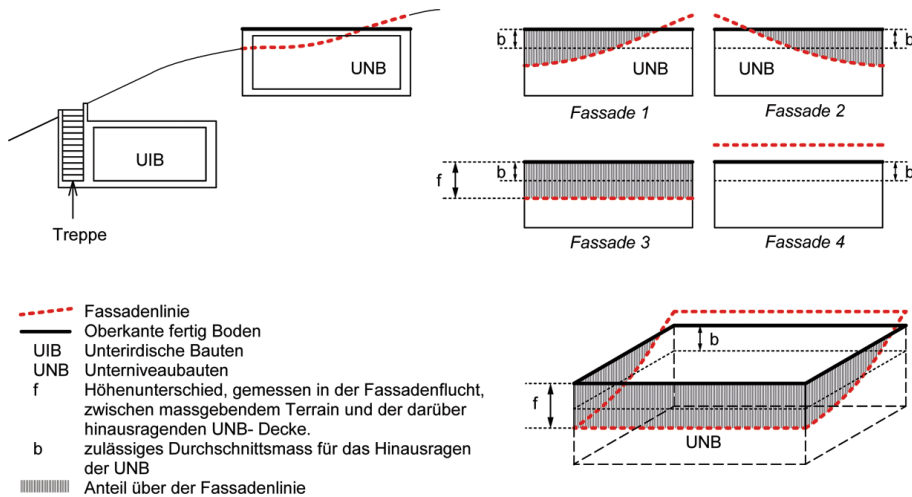 UNB
UIB
Treppe
b
UNB
Fassade 1
b
UNB
Fassade 2
f
b
Fassade 3
b
Fassade 4
Fassadenlinie
Oberkante fertig Boden
UIB Unterirdische Bauten
UNB Unterniveaubauten
f Höhenunterschied, gemessen in der Fassadenflucht,
zwischen massgebendem Terrain und der darüber
hinausragenden UNB- Decke.
b zulässiges Durchschnittsmass für das Hinausragen
der UNB
Anteil über der Fassadenlinie
b
f
UNB